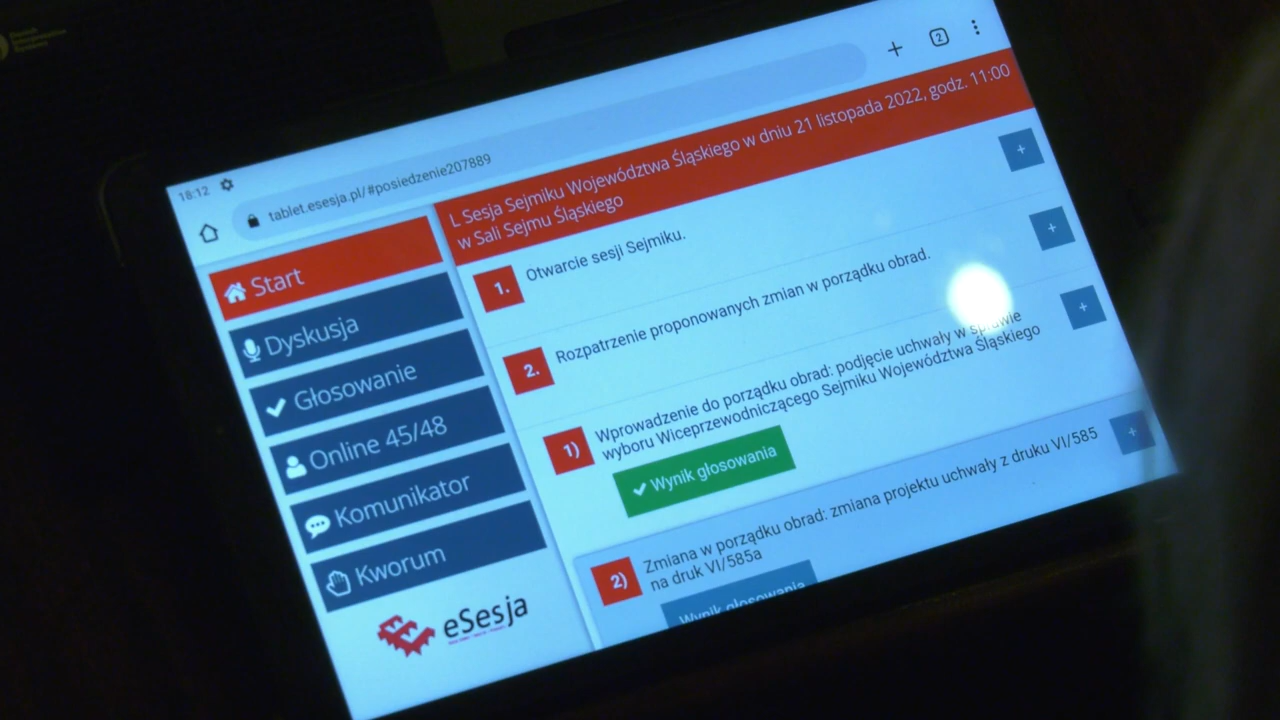 18:12
tablet.esesja.pl/#posiedzenie207889
2
L Sesja Sejmiku Województwa Śląskiego w dniu 21 listopada 2022, godz. 11:00
w Sali Sejmu Śląskiego
Start
Dyskusja
Głosowanie
Online 45/48
Komunikator
Kworum
eSesja
1. Otwarcie sesji Sejmiku.
+
2. Rozpatrzenie proponowanych zmian w porządku obrad.
+
1) Wprowadzenie do porządku obrad: podjęcie uchwały w sprawie
wyboru Wiceprzewodniczącego Sejmiku Województwa Śląskiego
+
Wynik głosowania
2) Zmiana w porządku obrad: zmiana projektu uchwały z druku VI/585
na druk VI/585a
+
Wynik głosowania